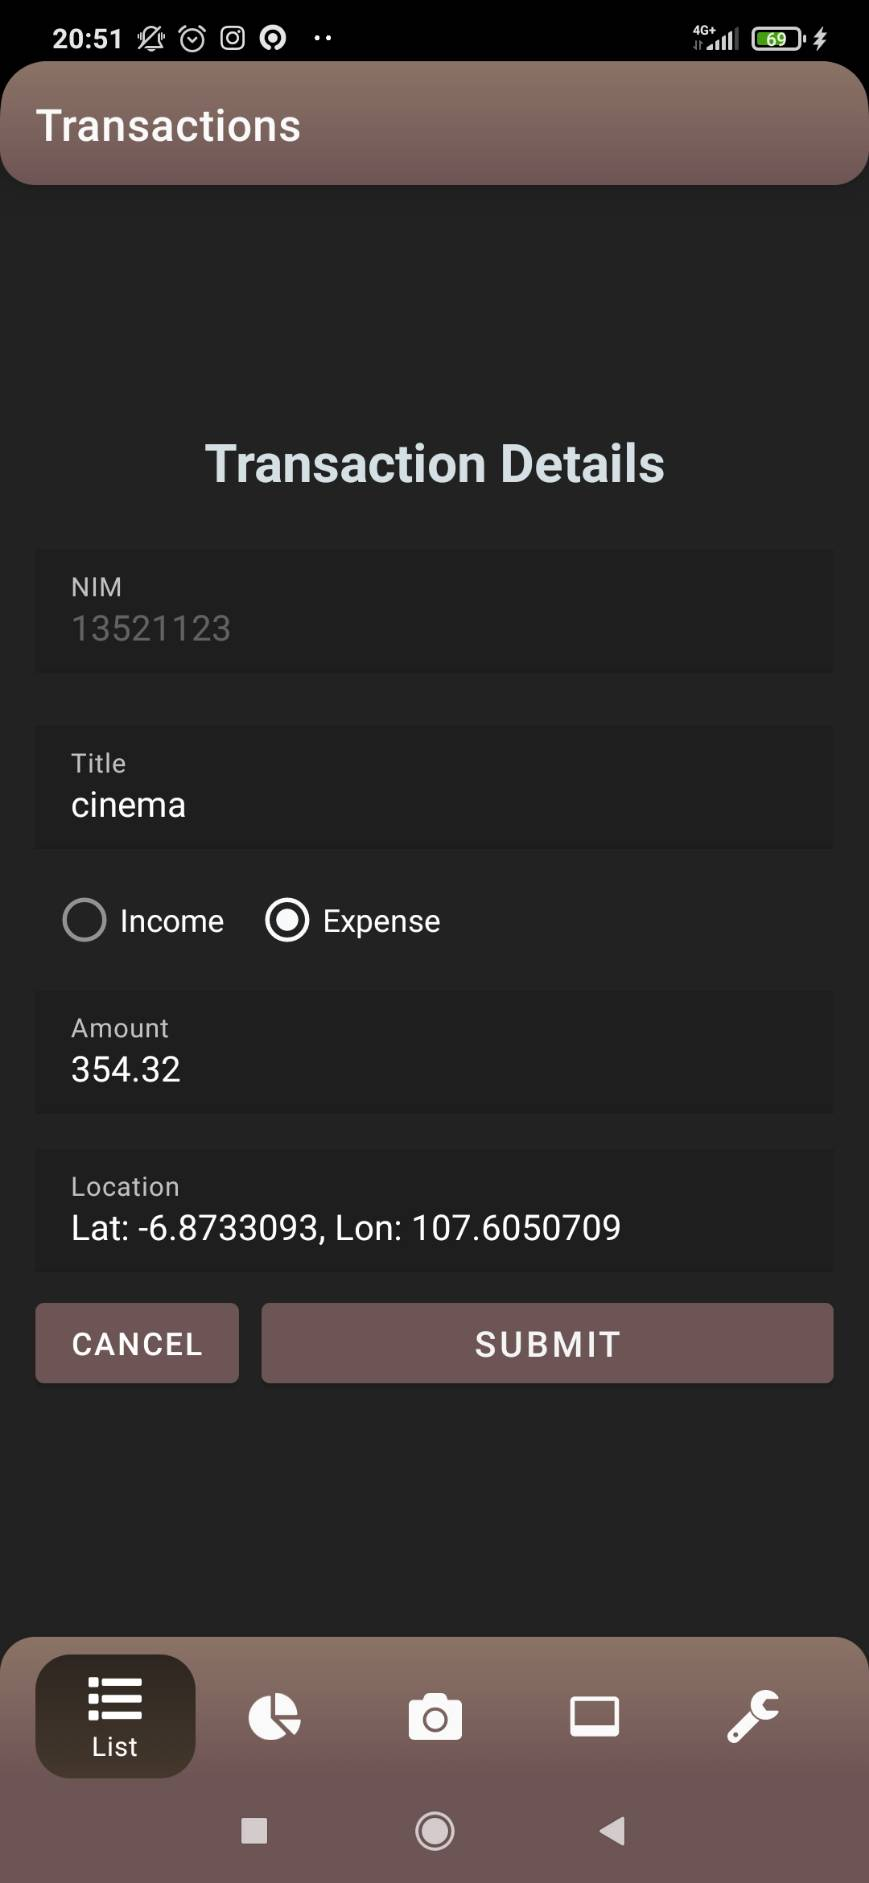 20:51
4G+
69
Transactions
Transaction Details
NIM
13521123
Title
cinema
Income Expense
Amount
354.32
Location
Lat: -6.8733093, Lon: 107.6050709
CANCEL SUBMIT
List